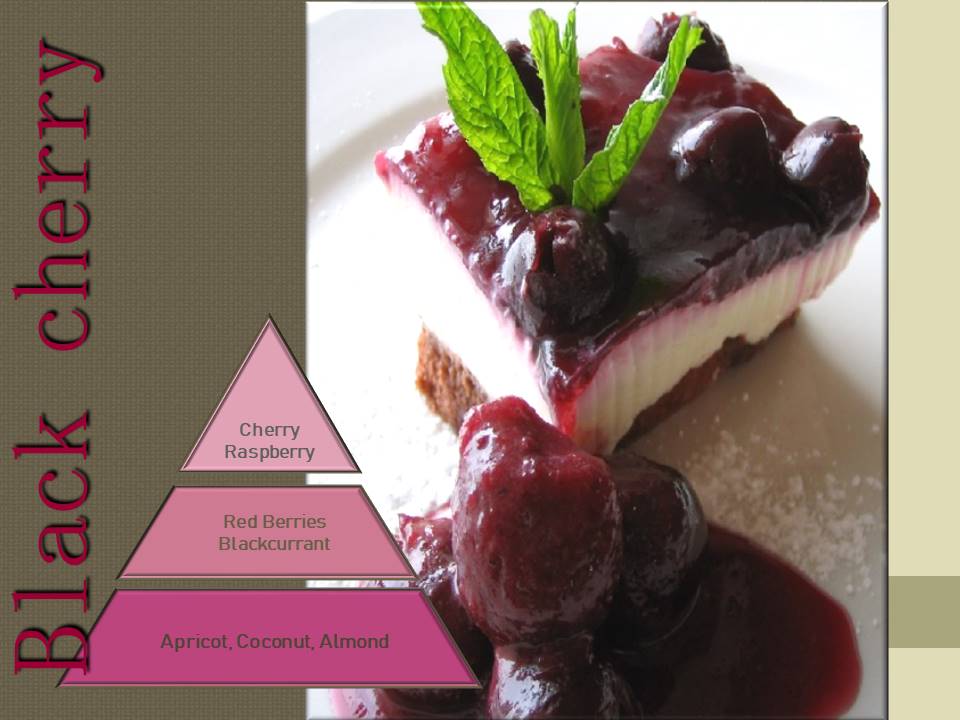 Black cherry
Cherry
Raspberry
Red Berries
Blackcurrant
Apricot, Coconut, Almond